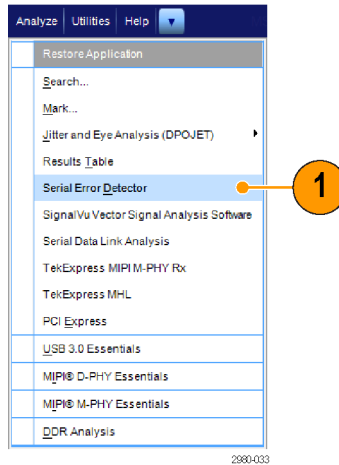 Analyze Utilities Help
Restore Application
Search...
Mark...
Jitter and Eye Analysis (DPOJET)
Results Table
Serial Error Detector
1
SignalVu Vector Signal Analysis Software
Serial Data Link Analysis
TekExpress MIPI M-PHY Rx
TekExpress MHL
PCI Express
USB 3.0 Essentials
MIPI® D-PHY Essentials
MIPI® M-PHY Essentials
DDR Analysis
2980-033